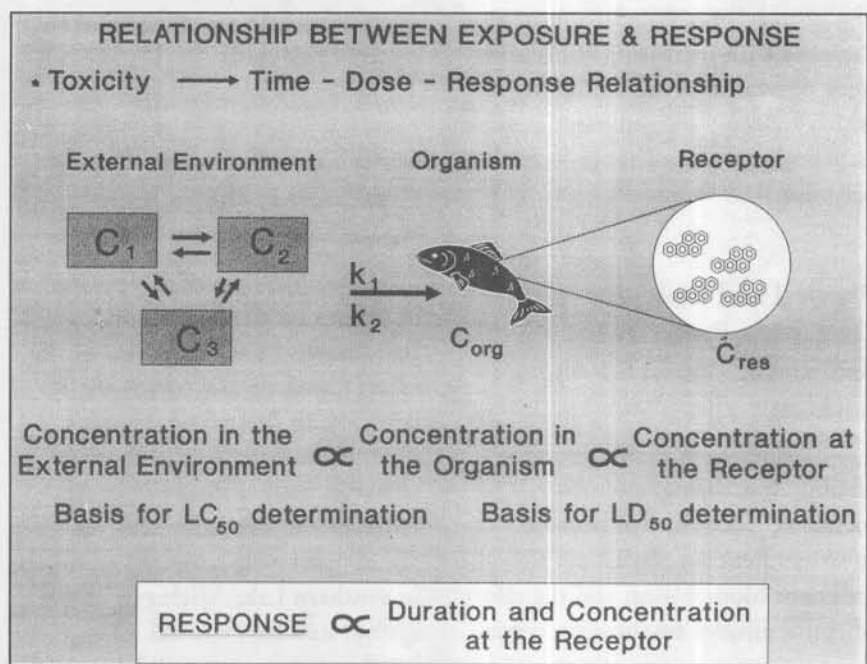 RELATIONSHIP BETWEEN EXPOSURE & RESPONSE
• Toxicity ⟶ Time - Dose - Response Relationship
External Environment Organism Receptor
C1 C2
k1
k2
C3
Corg
Ĉres
Concentration in the External Environment ∝ Concentration in the Organism ∝ Concentration at the Receptor
Basis for LC50 determination Basis for LD50 determination
RESPONSE ∝ Duration and Concentration
at the Receptor